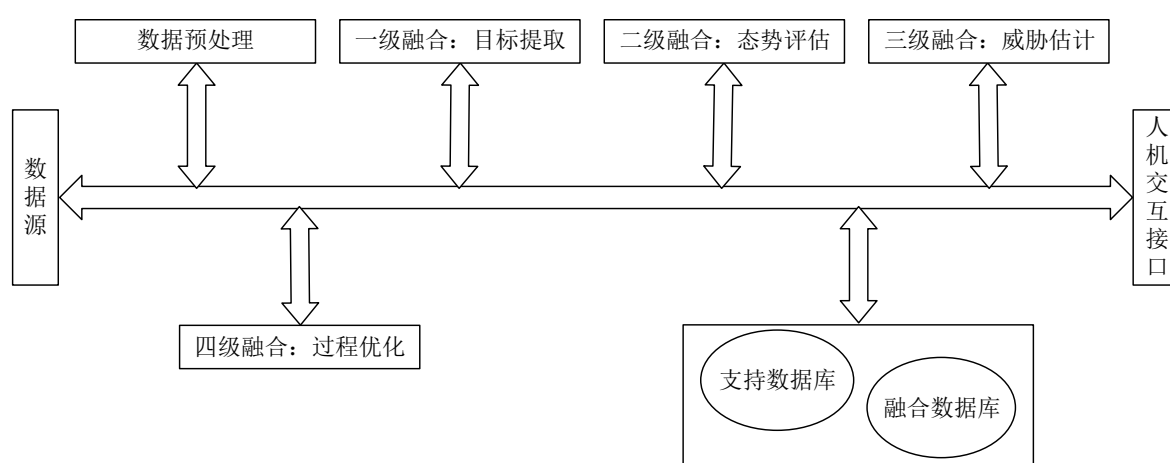 数据预处理
一级融合：目标提取
二级融合：态势评估
三级融合：威胁估计
数据源
人机交互接口
四级融合：过程优化
支持数据库
融合数据库